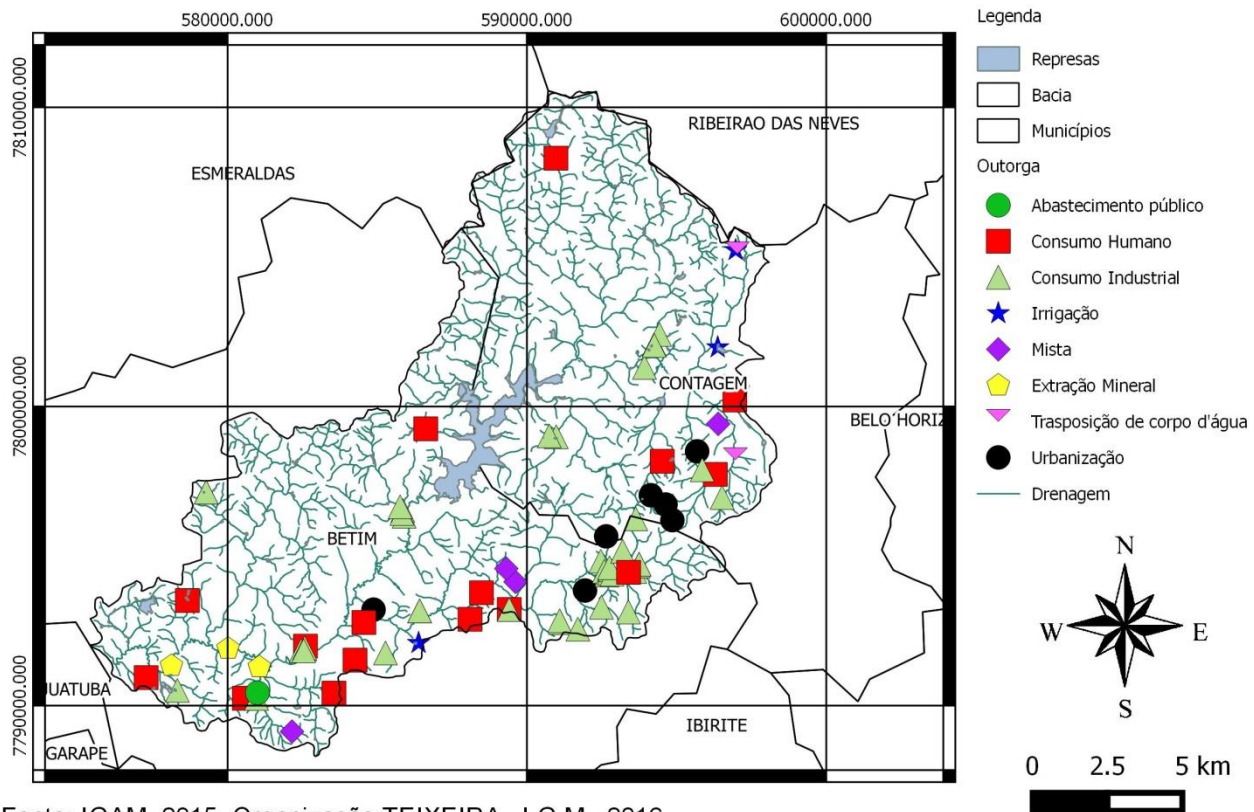 580000.000
590000.000
600000.000
7810000.000
7800000.000
7790000.000
RIBEIRAO DAS NEVES
ESMERALDAS
CONTAGEM
BELO HORIZ
BETIM
JUATUBA
IBIRITE
GARAPE
Legenda
Represas
Bacia
Municípios
Outorga
Abastecimento público
Consumo Humano
Consumo Industrial
Irrigação
Mista
Extração Mineral
Trasposição de corpo d'água
Urbanização
Drenagem
N
W E
S
0 2.5 5 km